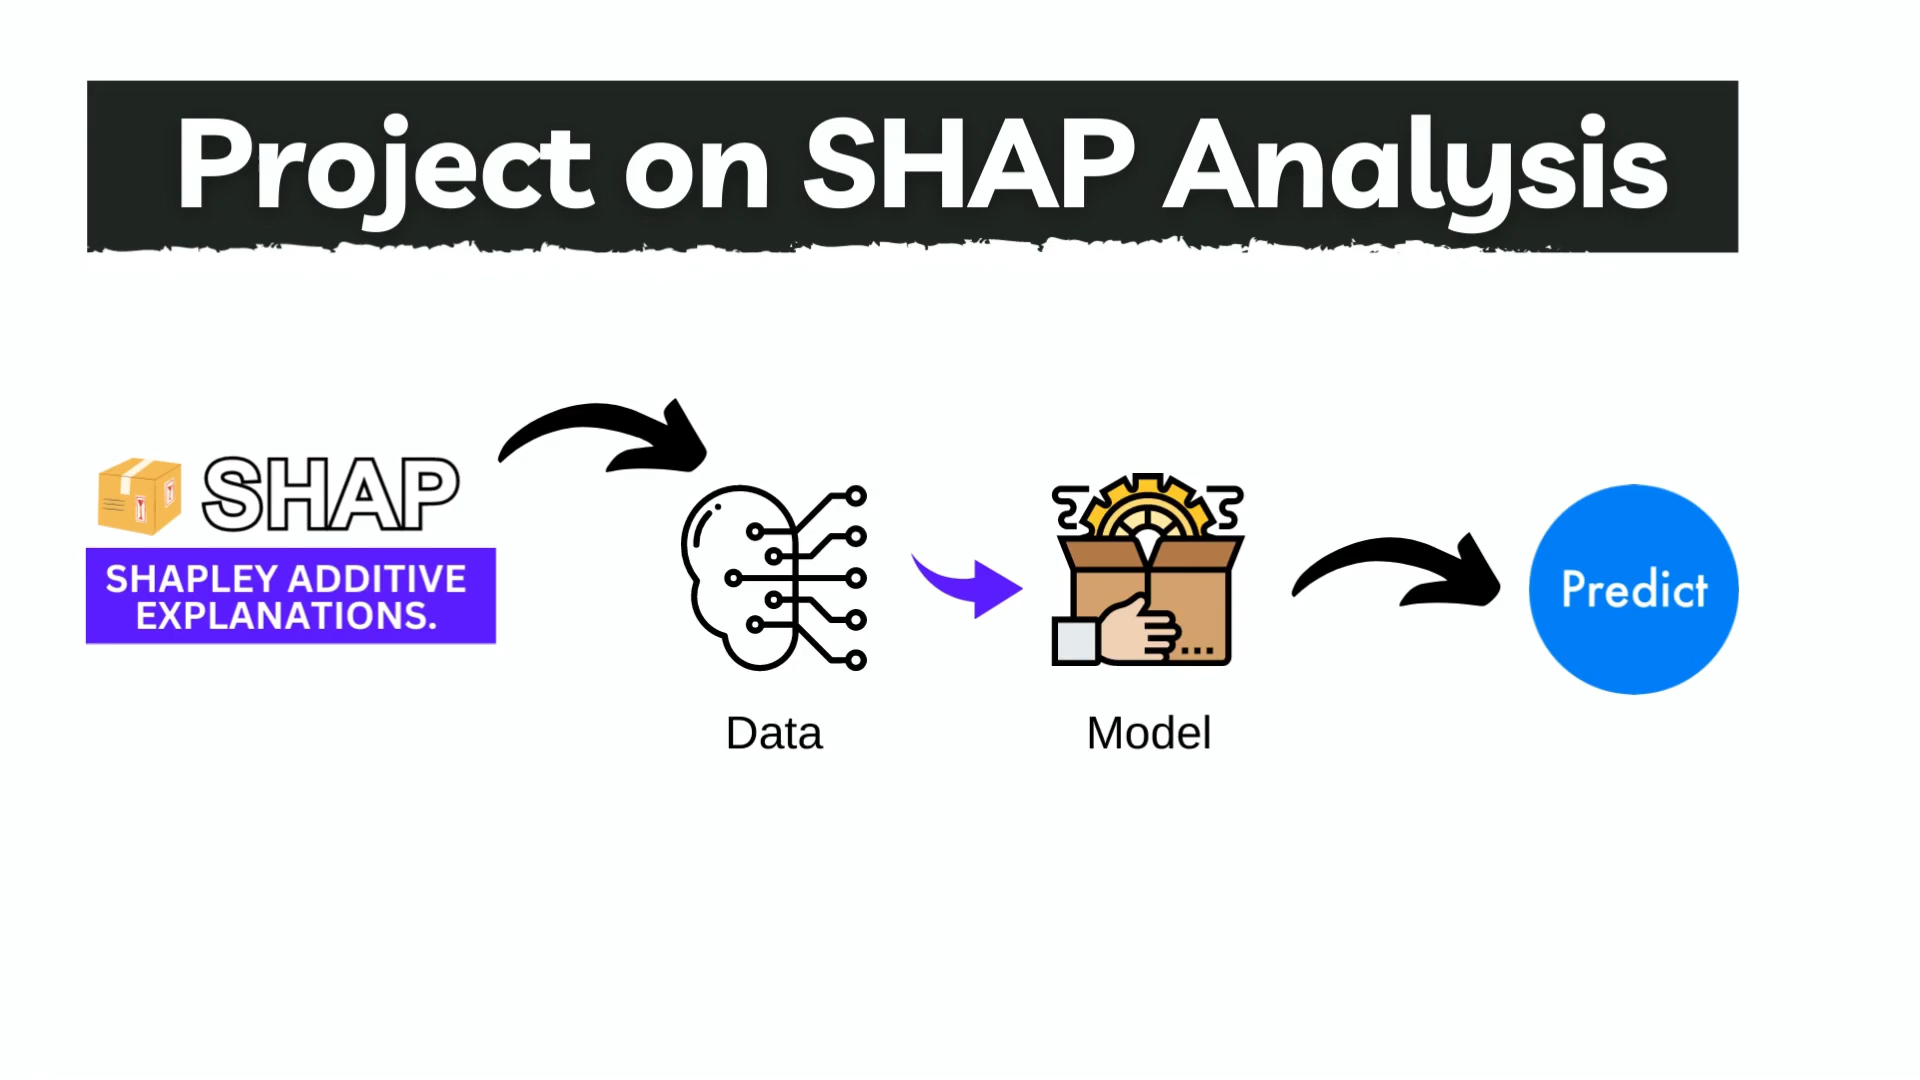 Project on SHAP Analysis
SHAP
SHAPLEY ADDITIVE
EXPLANATIONS.
Predict
Data
Model